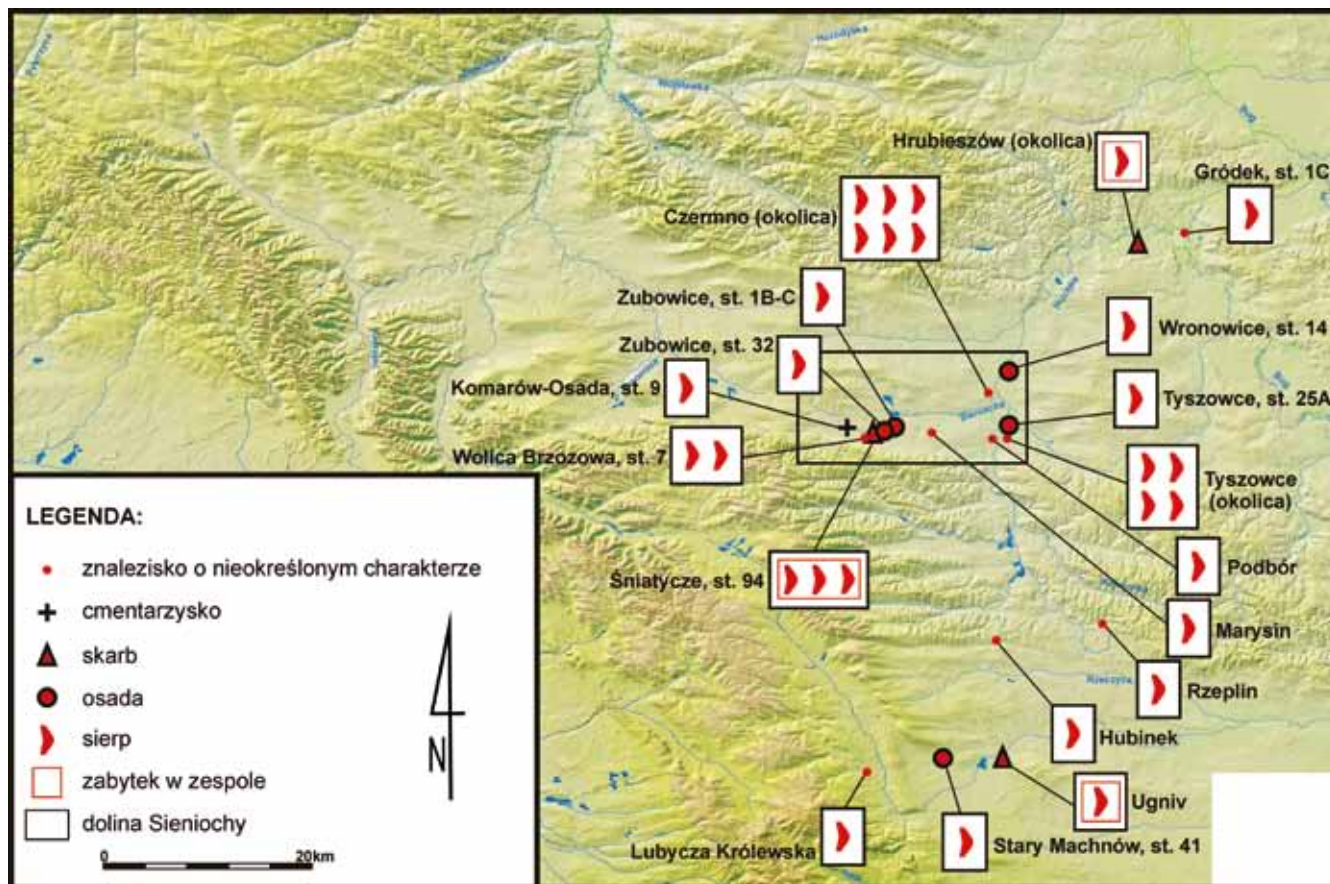 Hrubieszów (okolica)
Gródek, st. 1C
Czermno (okolica)
Zubowice, st. 1B-C
Wronowice, st. 14
Zubowice, st. 32
Komarów-Osada, st. 9
Tyszowce, st. 25A
Wolica Brzozowa, st. 7
Tyszowce
(okolica)
Śniatycze, st. 94
Podbór
Marysin
Rzeplin
Hubinek
Ugniv
Lubycza Królewska
Stary Machnów, st. 41
LEGENDA:
znalezisko o nieokreślonym charakterze
cmentarzysko
skarb
osada
sierp
zabytek w zespole
dolina Sieniochy
N
0
20km
Wojsławka
Bug